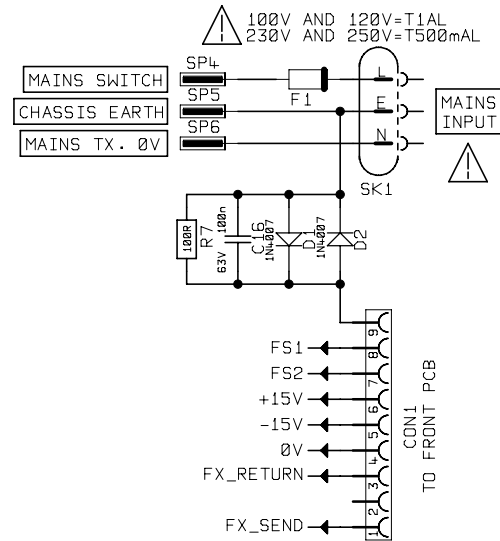 100V AND 120V=T1AL
230V AND 250V=T500mAL
SP4
MAINS SWITCH
F1
L
SP5
CHASSIS EARTH
E
MAINS
INPUT
SP6
MAINS TX. 0V
N
SK1
100R
R7
100n
63V
C16
1N4007
D1
1N4007
D2
9
FS1
8
FS2
7
+15V
6
-15V
5
0V
4
FX_RETURN
3
2
FX_SEND
1
CON1
TO FRONT PCB